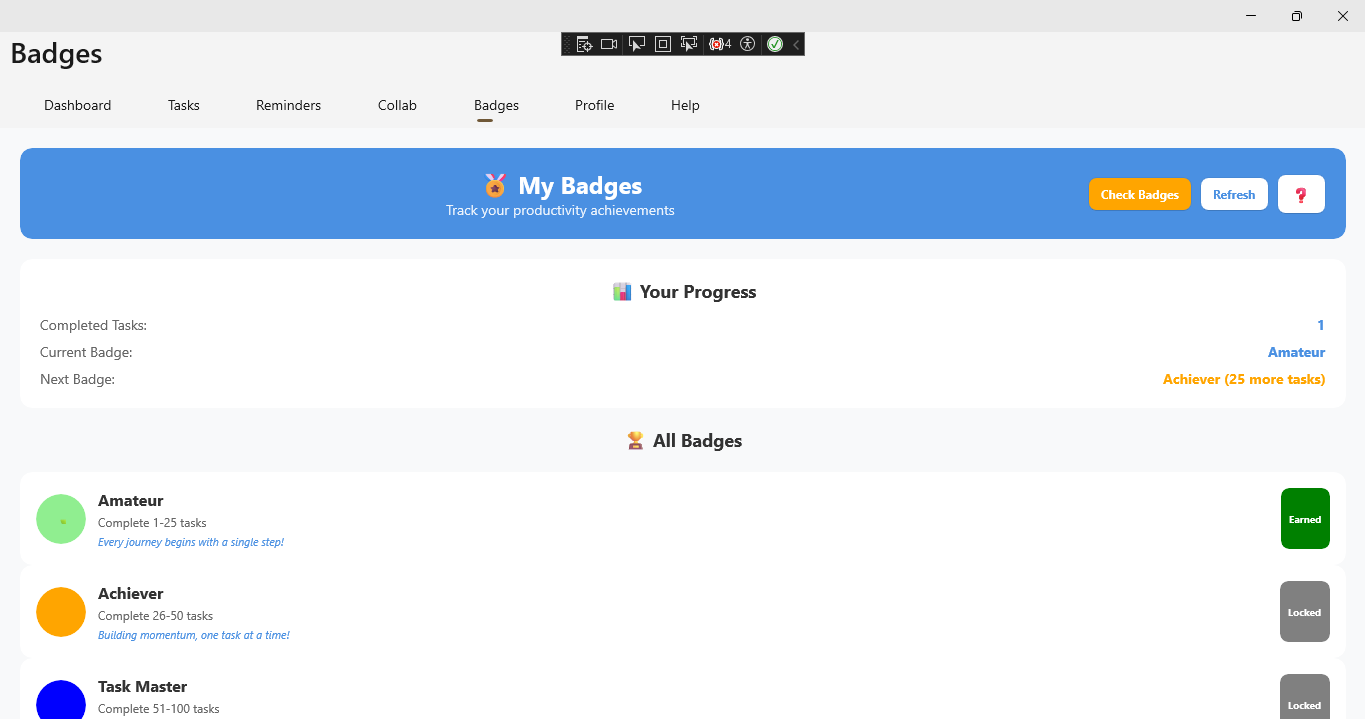 Badges
4
Dashboard Tasks Reminders Collab Badges Profile Help
My Badges
Track your productivity achievements
Check Badges Refresh ?
Your Progress
Completed Tasks: 1
Current Badge: Amateur
Next Badge: Achiever (25 more tasks)
All Badges
Amateur
Complete 1-25 tasks
Every journey begins with a single step!
Earned
Achiever
Complete 26-50 tasks
Building momentum, one task at a time!
Locked
Task Master
Complete 51-100 tasks
Locked